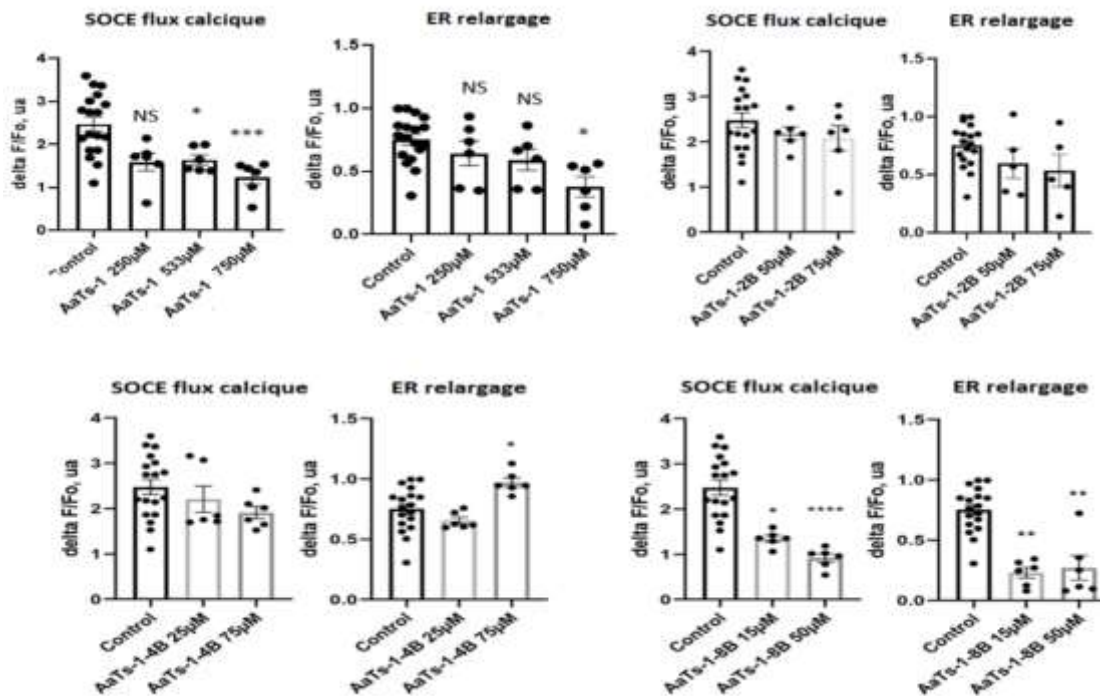 SOCE flux calcique
ER relargage
SOCE flux calcique
ER relargage
delta F/Fo, ua
4
3
2
1
0
NS
*
***
Control
AaTs-1 250µM
AaTs-1 533µM
AaTs-1 750µM
delta F/Fo, ua
1.5
1.0
0.5
0.0
NS
NS
*
Control
AaTs-1 250µM
AaTs-1 533µM
AaTs-1 750µM
delta F/Fo, ua
4
3
2
1
0
Control
AaTs-1-2B 50µM
AaTs-1-2B 75µM
delta F/Fo, ua
1.5
1.0
0.5
0.0
Control
AaTs-1-2B 50µM
AaTs-1-2B 75µM
SOCE flux calcique
ER relargage
SOCE flux calcique
ER relargage
delta F/Fo, ua
4
3
2
1
0
Control
AaTs-1-4B 25µM
AaTs-1-4B 75µM
delta F/Fo, ua
1.5
1.0
0.5
0.0
*
Control
AaTs-1-4B 25µM
AaTs-1-4B 75µM
delta F/Fo, ua
4
3
2
1
0
*
****
Control
AaTs-1-8B 15µM
AaTs-1-8B 50µM
delta F/Fo, ua
1.5
1.0
0.5
0.0
**
**
Control
AaTs-1-8B 15µM
AaTs-1-8B 50µM